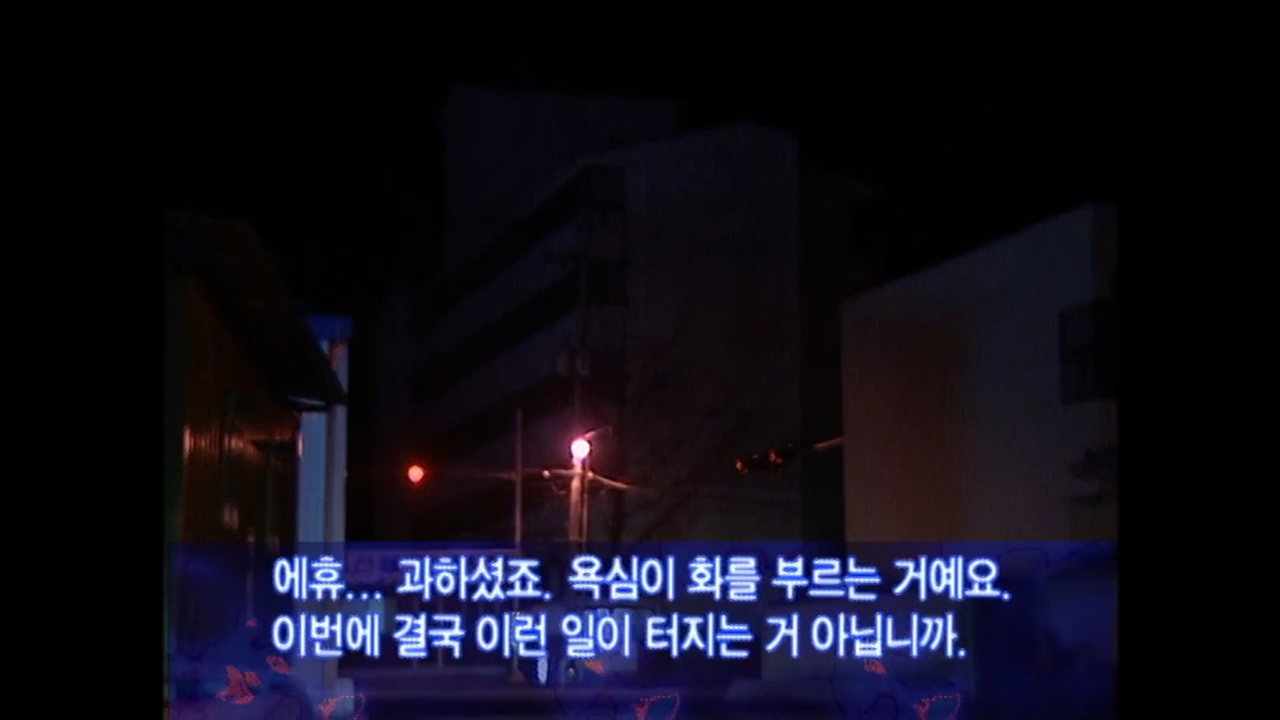 에휴... 과하셨죠. 욕심이 화를 부르는 거예요.
이번에 결국 이런 일이 터지는 거 아닙니까.